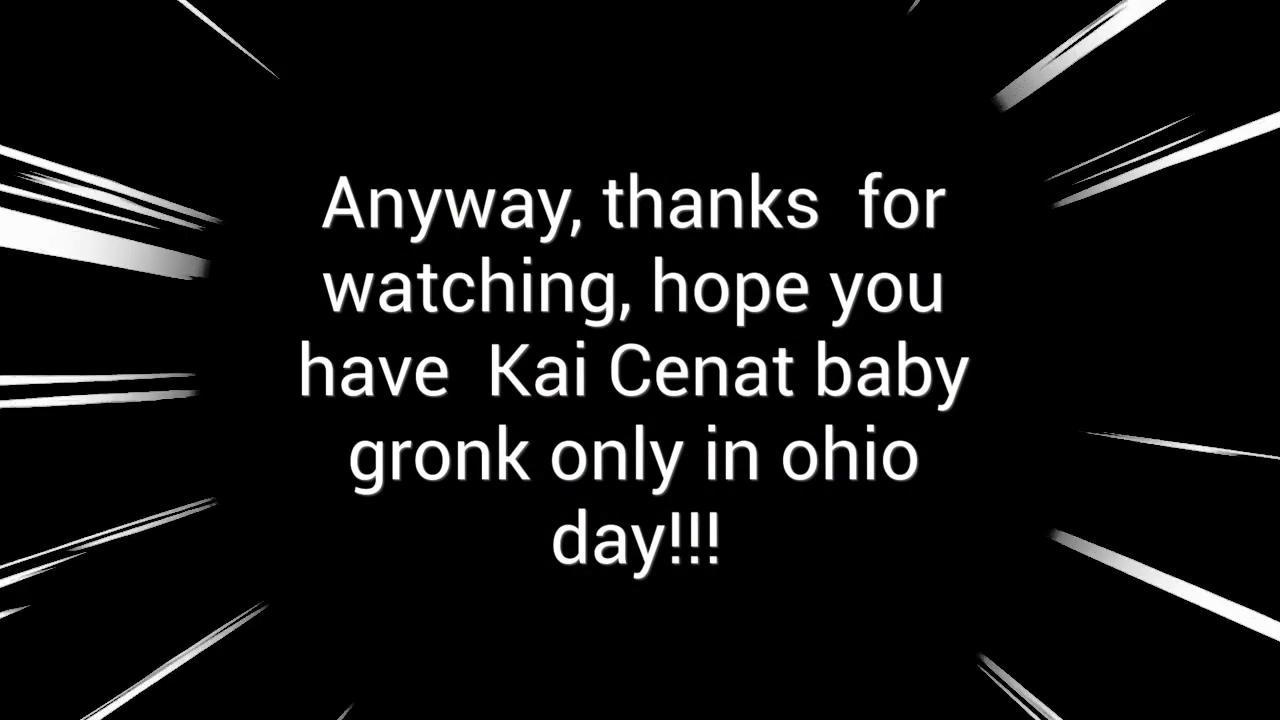 Anyway, thanks  for
watching, hope you
have  Kai Cenat baby
gronk only in ohio
day!!!